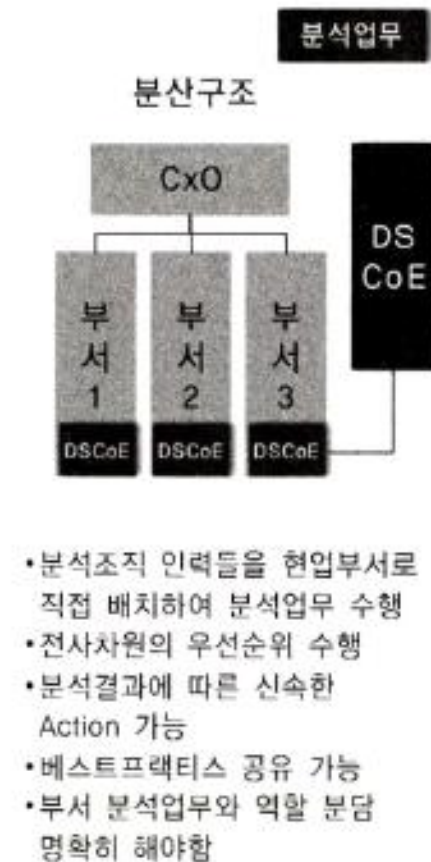 분석업무
분산구조
CxO
DS
CoE
부서1
부서2
부서3
DSCoE
DSCoE
DSCoE
•분석조직 인력들을 현업부서로
직접 배치하여 분석업무 수행
•전사차원의 우선순위 수행
•분석결과에 따른 신속한
Action 가능
•베스트프랙티스 공유 가능
•부서 분석업무와 역할 분담
명확히 해야함